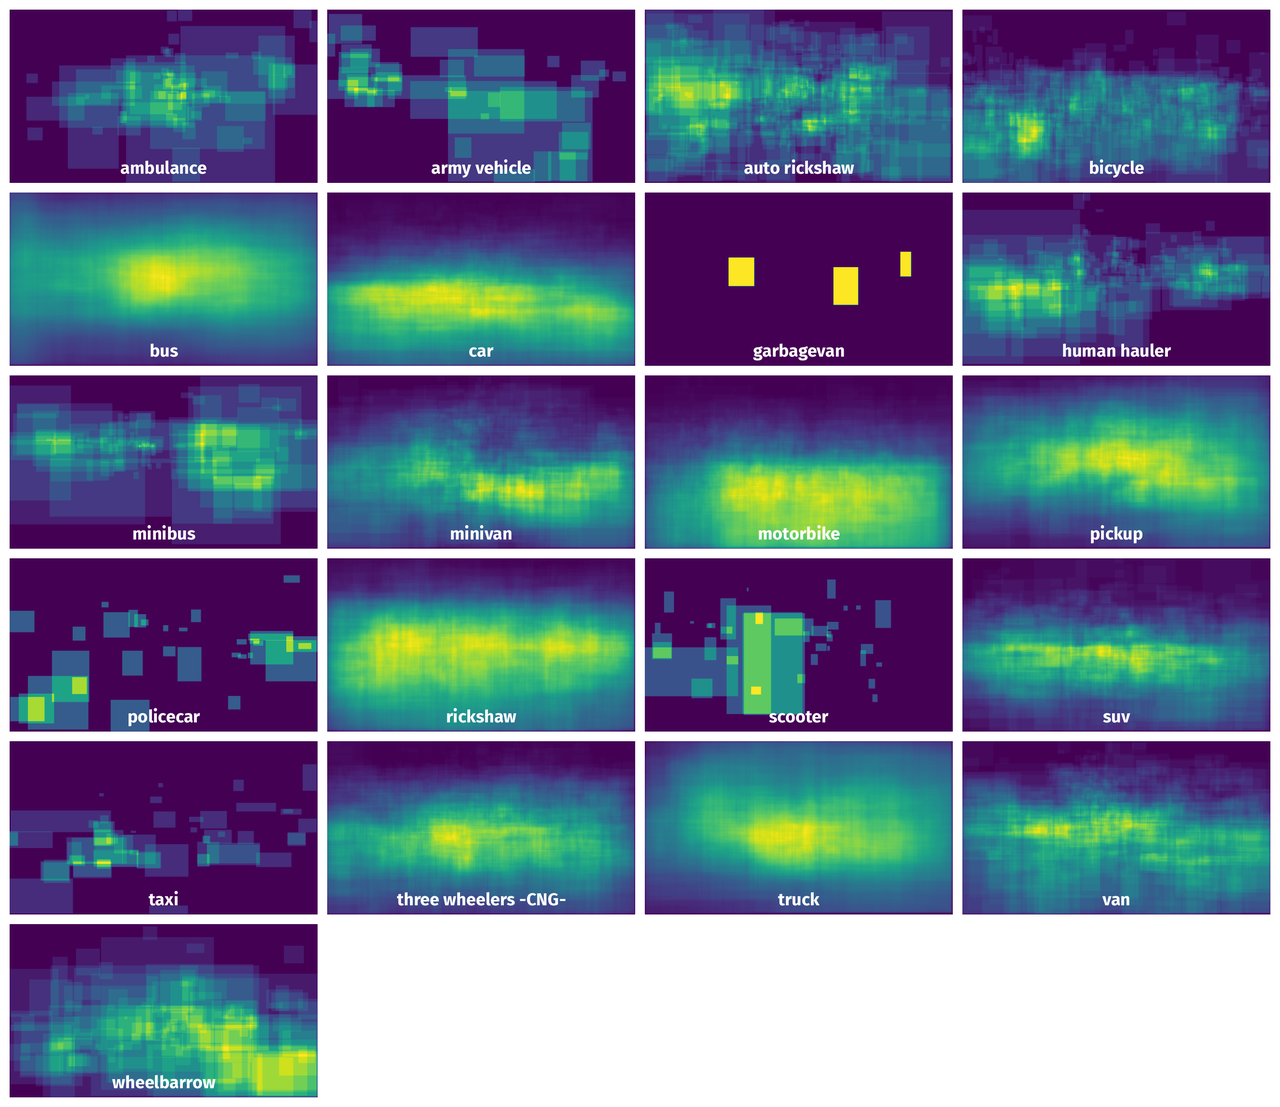 ambulance
army vehicle
auto rickshaw
bicycle
bus
car
garbagevan
human hauler
minibus
minivan
motorbike
pickup
policecar
rickshaw
scooter
suv
taxi
three wheelers -CNG-
truck
van
wheelbarrow